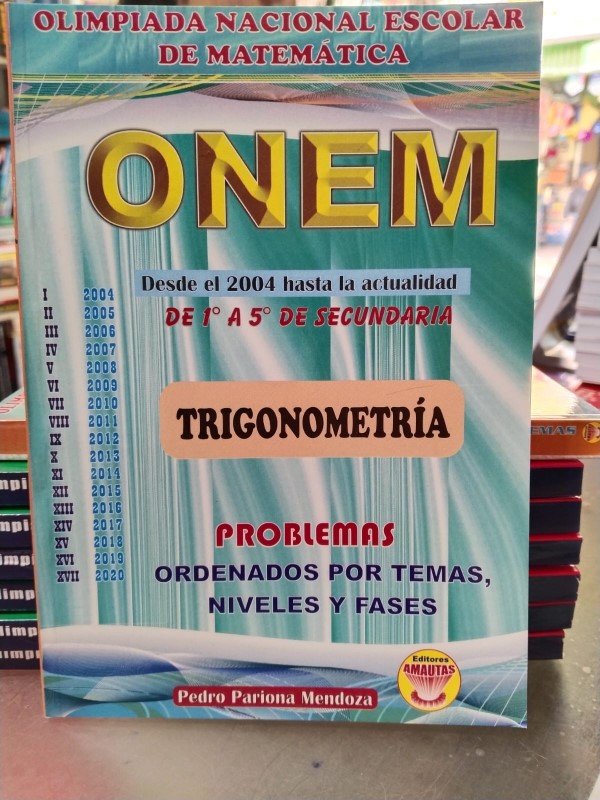 OLIMPIADA NACIONAL ESCOLAR
DE MATEMÁTICA
ONEM
Desde el 2004 hasta la actualidad
DE 1° A 5° DE SECUNDARIA
I 2004
II 2005
III 2006
IV 2007
V 2008
VI 2009
VII 2010
VIII 2011
IX 2012
X 2013
XI 2014
XII 2015
XIII 2016
XIV 2017
XV 2018
XVI 2019
XVII 2020
TRIGONOMETRÍA
PROBLEMAS
ORDENADOS POR TEMAS,
NIVELES Y FASES
Editores
AMAUTAS
Pedro Pariona Mendoza